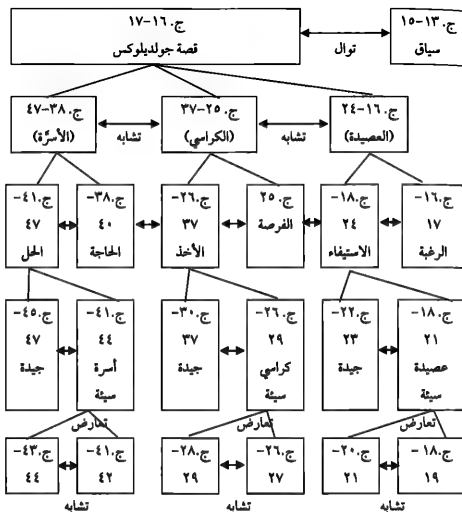 ج.١٣–١٥
سياق
توال
ج.١٦–١٧
قصة جولديلوكس
ج.١٦–٢٤
(العصيدة)
تشابه
ج.٢٥–٣٧
(الكراسي)
تشابه
ج.٣٨–٤٧
(الأسرَّة)
ج.١٦–
١٧
الرغبة
ج.١٨–
٢٤
الاستيفاء
ج.٢٥
الفرصة
ج.٢٦–
٣٧
الأخذ
ج.٣٨–
٤٠
الحاجة
ج.٤١–
٤٧
الحل
ج.١٨–
٢١
عصيدة
سيئة
ج.٢٢–
٢٣
جيدة
ج.٢٦–
٢٩
كراسي
سيئة
ج.٣٠–
٣٧
جيدة
ج.٤١–
٤٤
أسرة
سيئة
ج.٤٥–
٤٧
جيدة
تعارض
تعارض
تعارض
ج.١٨–
١٩
ج.٢٠–
٢١
ج.٢٦–
٢٧
ج.٢٨–
٢٩
ج.٤١–
٤٢
ج.٤٣–
٤٤
تشابه
تشابه
تشابه